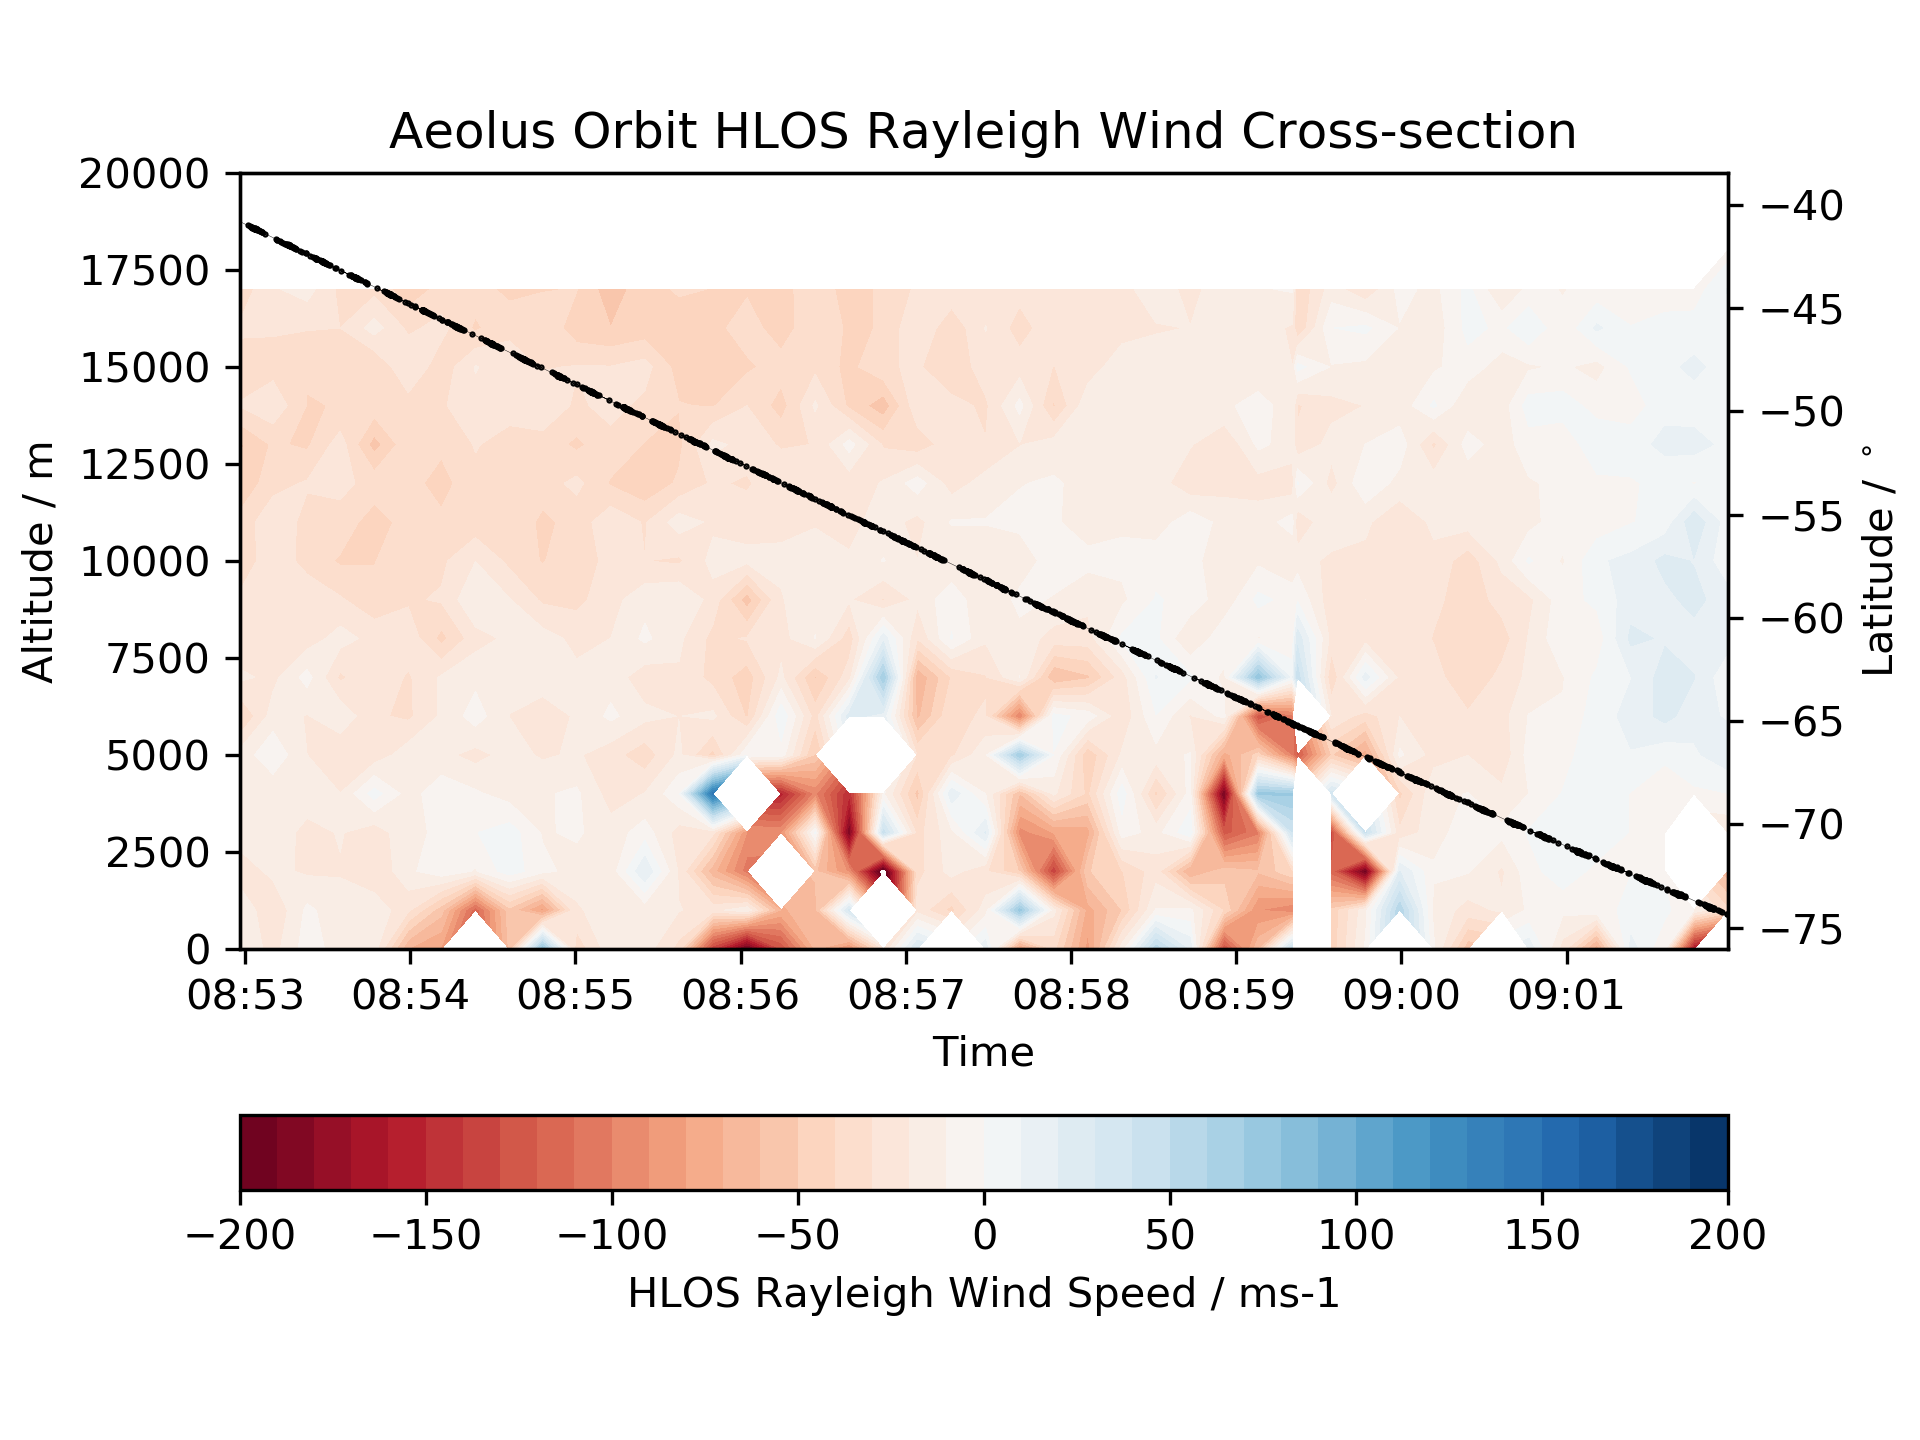 Aeolus Orbit HLOS Rayleigh Wind Cross-section
20000
17500
15000
12500
10000
7500
5000
2500
0
Altitude / m
−40
−45
−50
−55
−60
−65
−70
−75
Latitude / °
08:53 08:54 08:55 08:56 08:57 08:58 08:59 09:00 09:01
Time
−200 −150 −100 −50 0 50 100 150 200
HLOS Rayleigh Wind Speed / ms-1